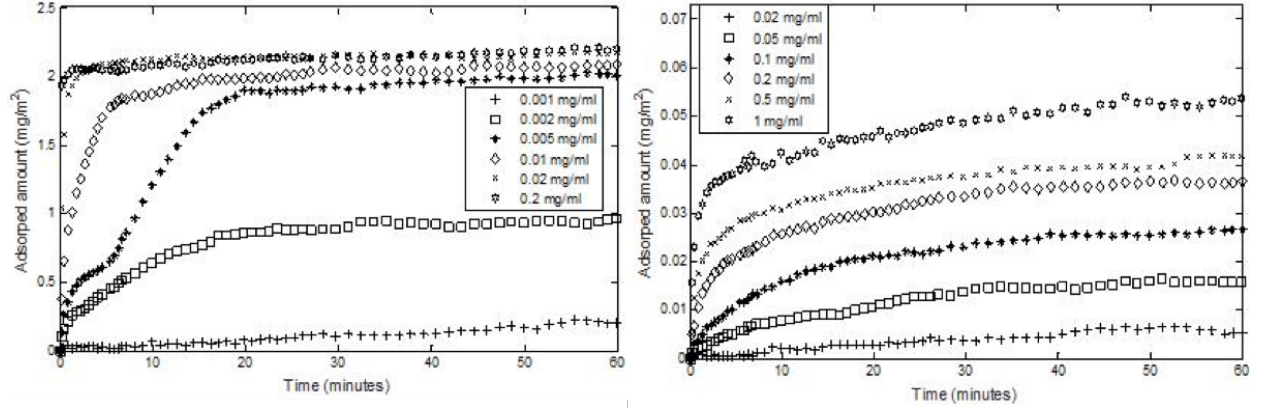 2.5
2
1.5
1
0.5
0
0
10
20
30
40
50
60
Adsorped amount (mg/m²)
Time (minutes)
0.001 mg/ml
0.002 mg/ml
0.005 mg/ml
0.01 mg/ml
0.02 mg/ml
0.2 mg/ml
0.07
0.06
0.05
0.04
0.03
0.02
0.01
0
0
10
20
30
40
50
60
Adsorped amount (mg/m²)
Time (minutes)
0.02 mg/ml
0.05 mg/ml
0.1 mg/ml
0.2 mg/ml
0.5 mg/ml
1 mg/ml